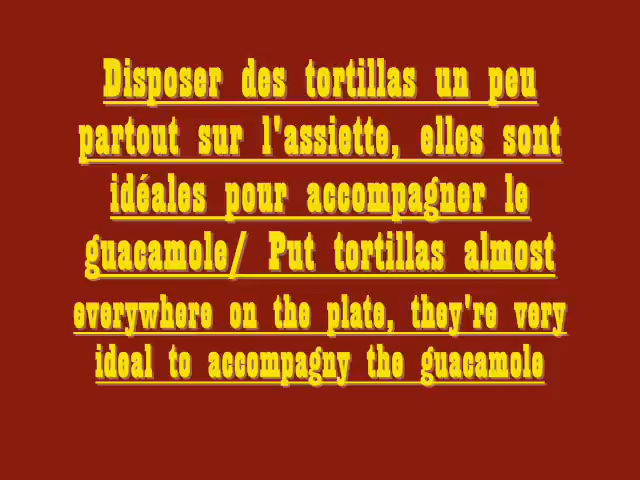 Disposer des tortillas un peu
partout sur l'assiette, elles sont
idéales pour accompagner le
guacamole/ Put tortillas almost
everywhere on the plate, they're very
ideal to accompagny the guacamole